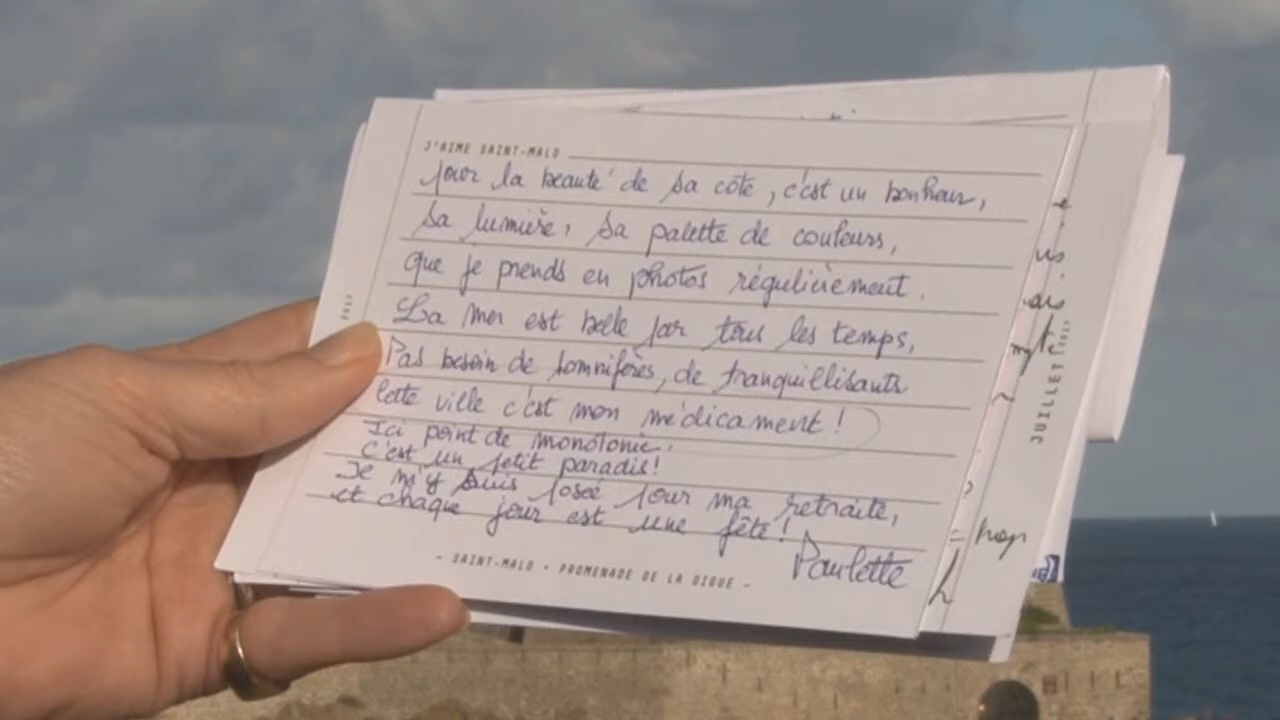 J'AIME SAINT-MALO
Pour la beauté de sa côte, c'est un bonheur,
Sa lumière, sa palette de couleurs,
que je prends en photos régulièrement.
La mer est belle par tous les temps,
Pas besoin de somnifères, de tranquillisants
Cette ville c'est mon médicament !
Ici point de monotonie.
C'est un petit paradis !
Je m'y suis posée pour ma retraite,
et chaque jour est une fête !
Paulette
- SAINT-MALO • PROMENADE DE LA DIGUE -
JUILLET 2017
2017